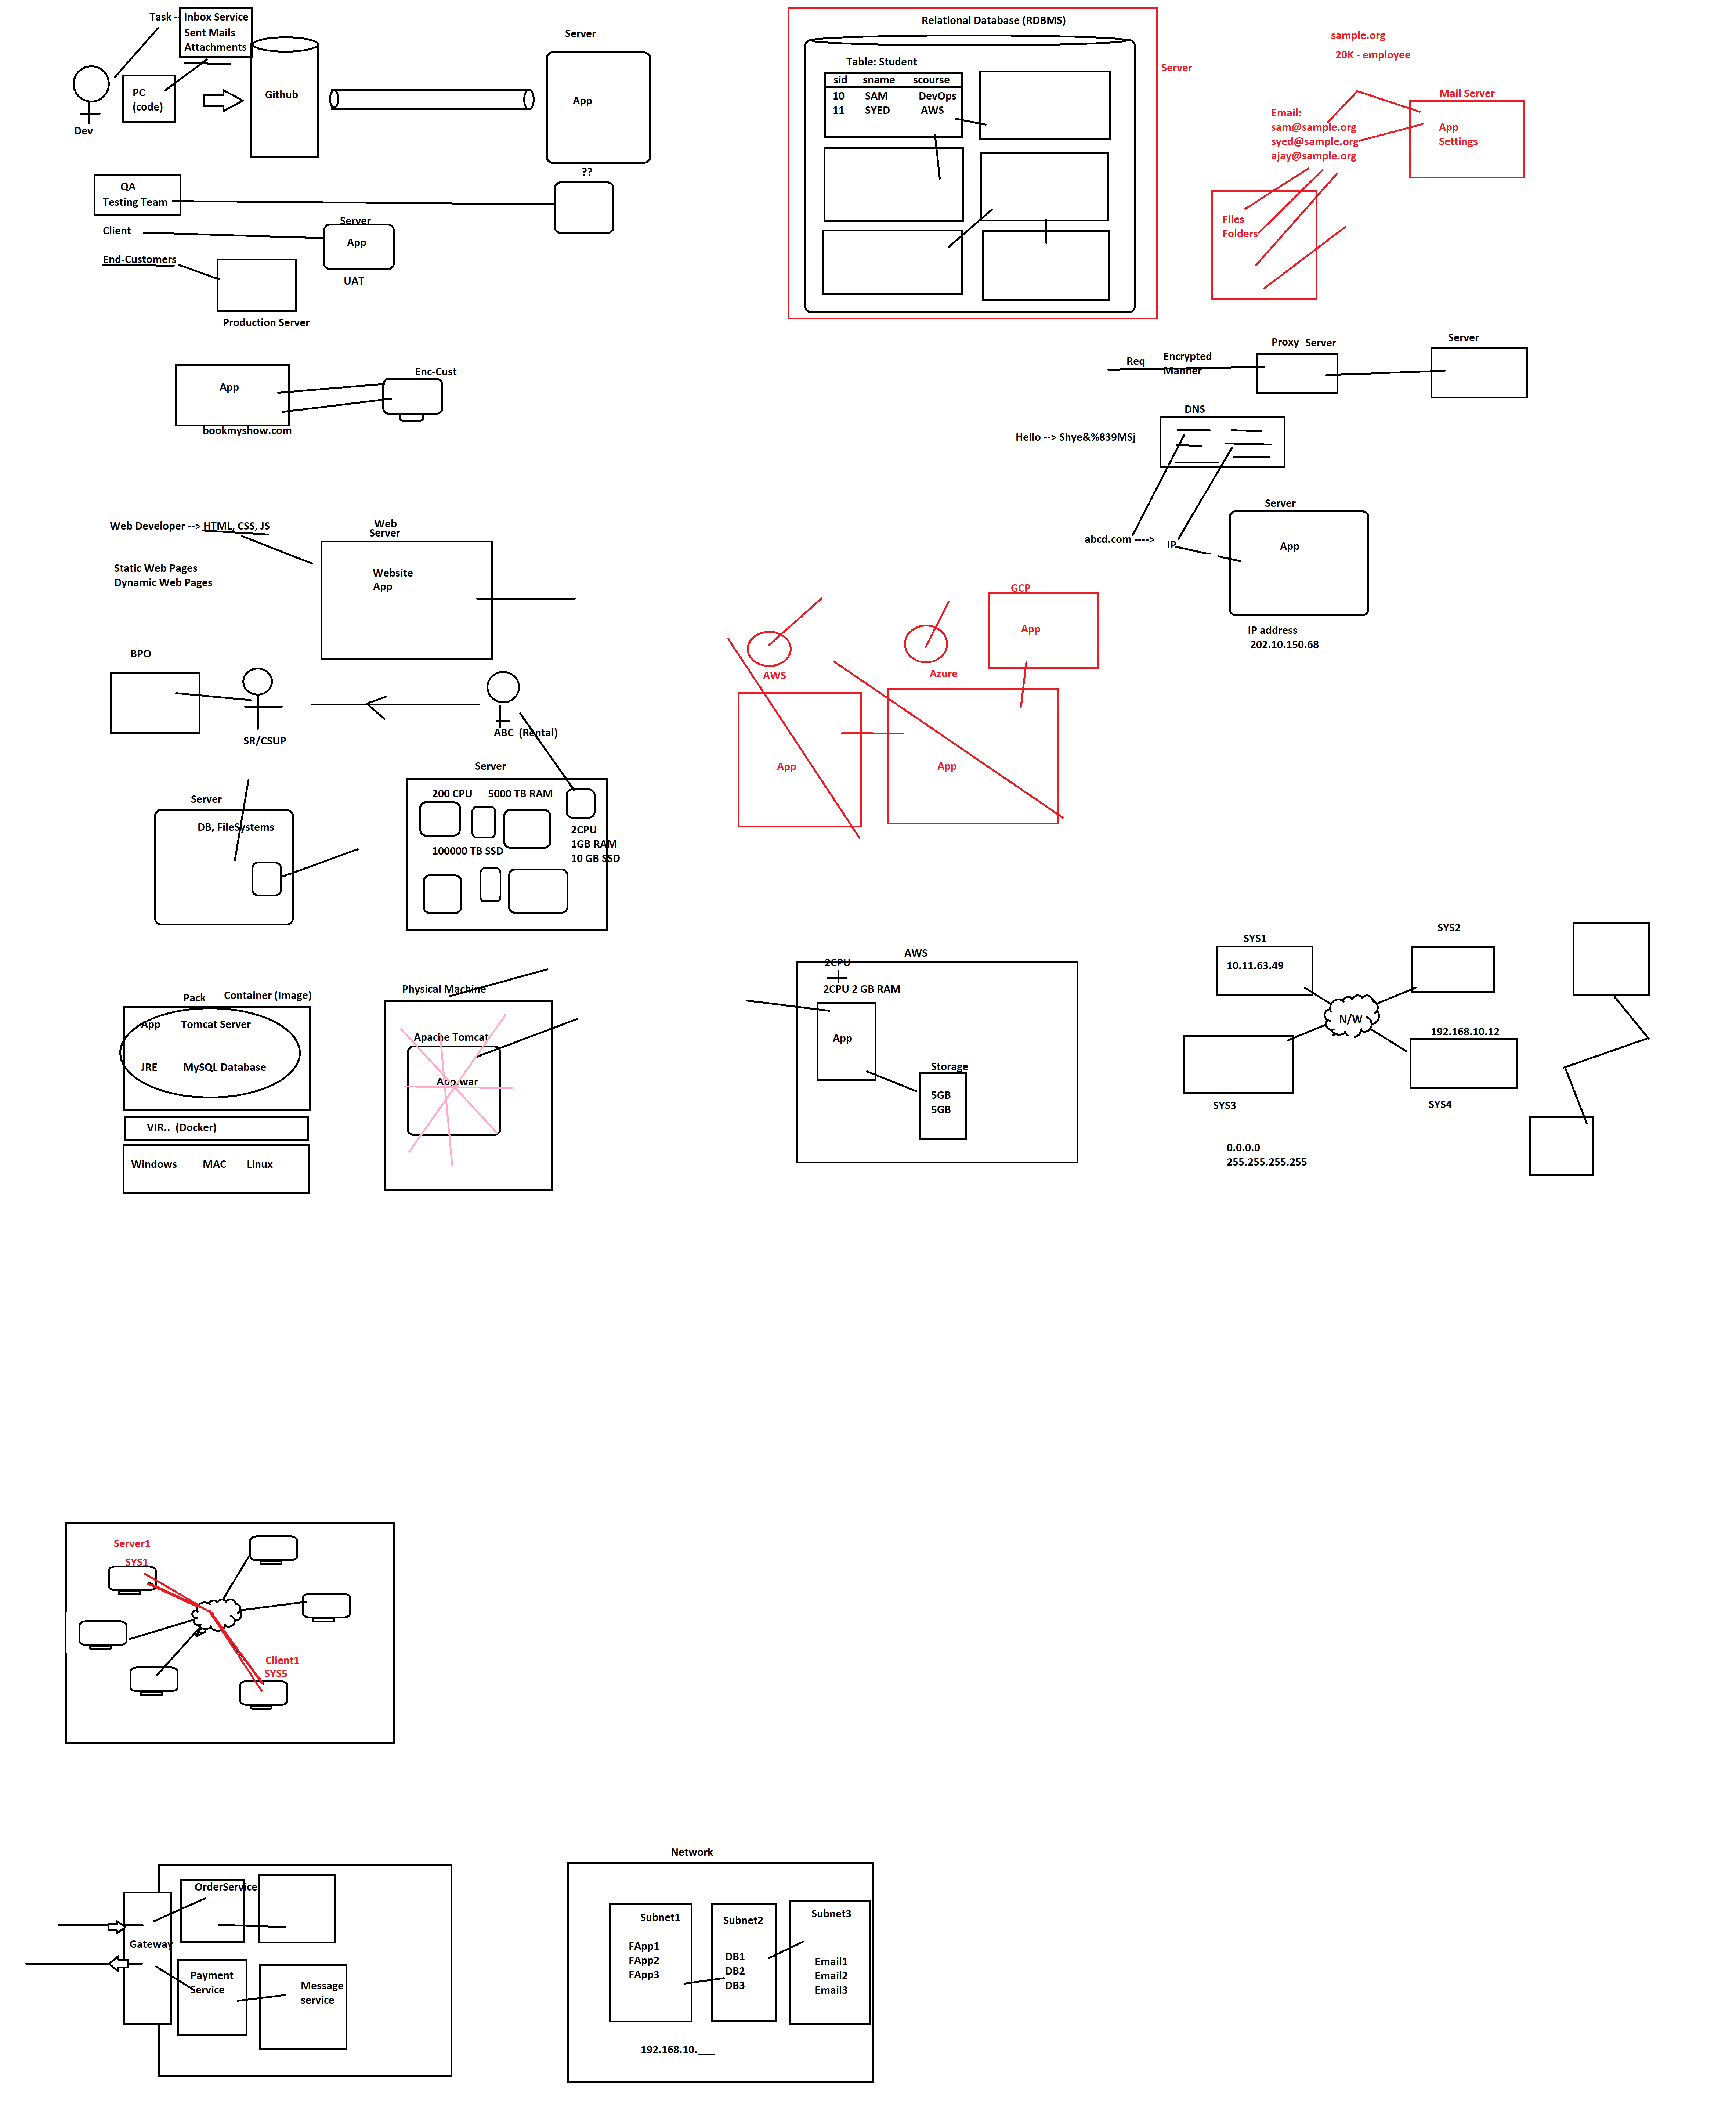 Task --
Inbox Service
Sent Mails
Attachments
PC
(code)
Dev
Github
Server
App
??
QA
Testing Team
Client
Server
App
UAT
End-Customers
Production Server
App
bookmyshow.com
Enc-Cust
Relational Database (RDBMS)
Table: Student
sid sname scourse
10 SAM DevOps
11 SYED AWS
Server
sample.org
20K - employee
Email:
sam@sample.org
syed@sample.org
ajay@sample.org
Mail Server
App
Settings
Files
Folders
Req
Encrypted
Manner
Proxy Server
Server
DNS
Hello --> Shye&%839MSj
abcd.com ---->
IP
Server
App
IP address
202.10.150.68
Web Developer --> HTML, CSS, JS
Static Web Pages
Dynamic Web Pages
Web
Server
Website
App
BPO
SR/CSUP
ABC (Rental)
Server
DB, FileSystems
Server
200 CPU 5000 TB RAM
100000 TB SSD
2CPU
1GB RAM
10 GB SSD
AWS
App
Azure
App
GCP
App
Pack Container (Image)
App Tomcat Server
JRE MySQL Database
VIR.. (Docker)
Windows MAC Linux
Physical Machine
Apache Tomcat
App.war
AWS
2CPU
2CPU 2 GB RAM
App
Storage
5GB
5GB
SYS1
10.11.63.49
SYS2
N/W
192.168.10.12
SYS3
SYS4
0.0.0.0
255.255.255.255
Server1
SYS1
Client1
SYS5
OrderService
Gateway
Payment
Service
Message
service
Network
Subnet1
FApp1
FApp2
FApp3
Subnet2
DB1
DB2
DB3
Subnet3
Email1
Email2
Email3
192.168.10.___